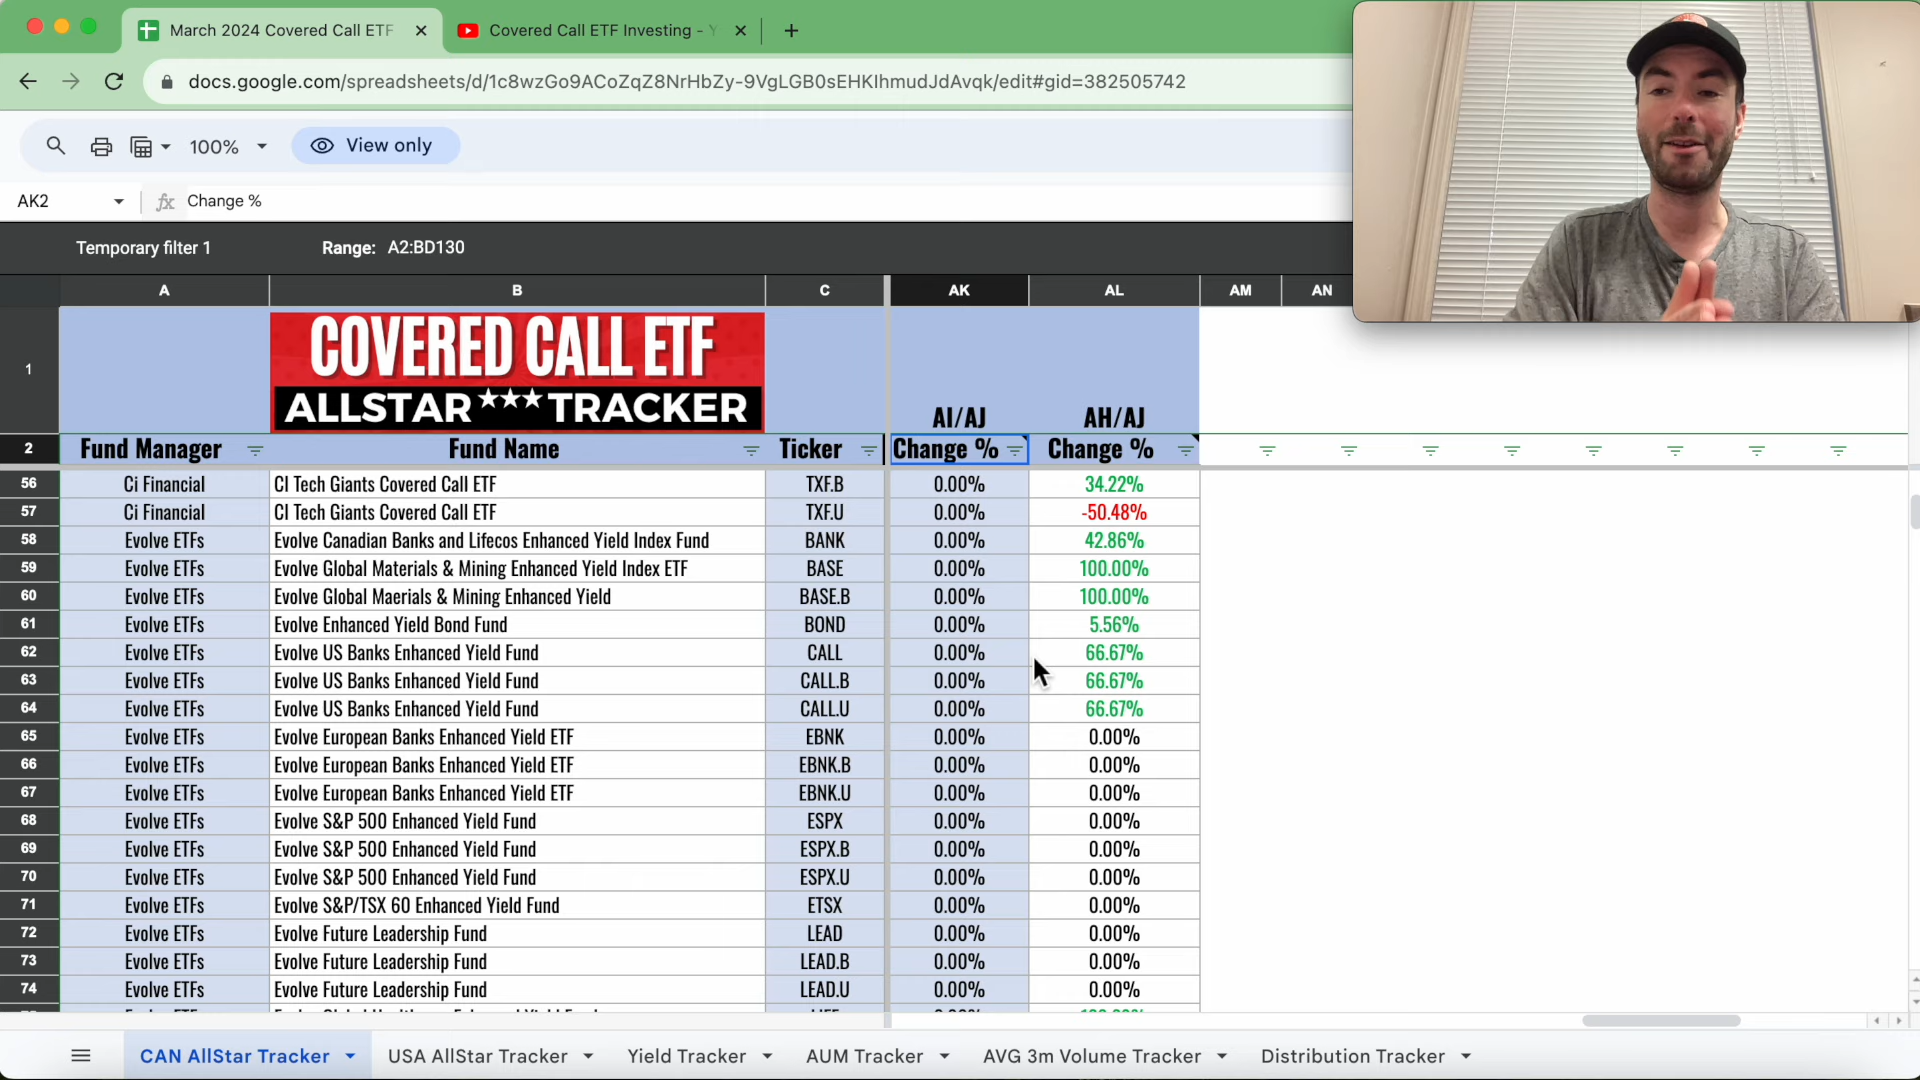 March 2024 Covered Call ETF
Covered Call ETF Investing -
docs.google.com/spreadsheets/d/1c8wzGo9ACoZqZ8NrHbZy-9VgLGB0sEHKIhmudJdAvqk/edit#gid=382505742
100% View only
AK2 fx Change %
Temporary filter 1 Range: A2:BD130
A B C AK AL AM AN
1 COVERED CALL ETF
ALLSTAR ★★★ TRACKER AI/AJ AH/AJ
2 Fund Manager Fund Name Ticker Change % Change %
56 Ci Financial CI Tech Giants Covered Call ETF TXF.B 0.00% 34.22%
57 Ci Financial CI Tech Giants Covered Call ETF TXF.U 0.00% -50.48%
58 Evolve ETFs Evolve Canadian Banks and Lifecos Enhanced Yield Index Fund BANK 0.00% 42.86%
59 Evolve ETFs Evolve Global Materials & Mining Enhanced Yield Index ETF BASE 0.00% 100.00%
60 Evolve ETFs Evolve Global Maerials & Mining Enhanced Yield BASE.B 0.00% 100.00%
61 Evolve ETFs Evolve Enhanced Yield Bond Fund BOND 0.00% 5.56%
62 Evolve ETFs Evolve US Banks Enhanced Yield Fund CALL 0.00% 66.67%
63 Evolve ETFs Evolve US Banks Enhanced Yield Fund CALL.B 0.00% 66.67%
64 Evolve ETFs Evolve US Banks Enhanced Yield Fund CALL.U 0.00% 66.67%
65 Evolve ETFs Evolve European Banks Enhanced Yield ETF EBNK 0.00% 0.00%
66 Evolve ETFs Evolve European Banks Enhanced Yield ETF EBNK.B 0.00% 0.00%
67 Evolve ETFs Evolve European Banks Enhanced Yield ETF EBNK.U 0.00% 0.00%
68 Evolve ETFs Evolve S&P 500 Enhanced Yield Fund ESPX 0.00% 0.00%
69 Evolve ETFs Evolve S&P 500 Enhanced Yield Fund ESPX.B 0.00% 0.00%
70 Evolve ETFs Evolve S&P 500 Enhanced Yield Fund ESPX.U 0.00% 0.00%
71 Evolve ETFs Evolve S&P/TSX 60 Enhanced Yield Fund ETSX 0.00% 0.00%
72 Evolve ETFs Evolve Future Leadership Fund LEAD 0.00% 0.00%
73 Evolve ETFs Evolve Future Leadership Fund LEAD.B 0.00% 0.00%
74 Evolve ETFs Evolve Future Leadership Fund LEAD.U 0.00% 0.00%
CAN AllStar Tracker USA AllStar Tracker Yield Tracker AUM Tracker AVG 3m Volume Tracker Distribution Tracker